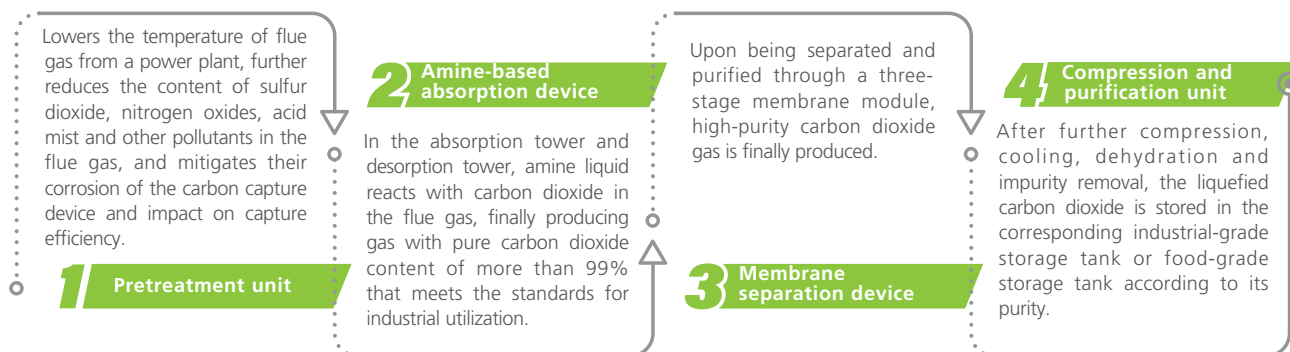 Lowers the temperature of flue
gas from a power plant, further
reduces the content of sulfur
dioxide, nitrogen oxides, acid
mist and other pollutants in the
flue gas, and mitigates their
corrosion of the carbon capture
device and impact on capture
efficiency.
1 Pretreatment unit
2 Amine-based
absorption device
In the absorption tower and
desorption tower, amine liquid
reacts with carbon dioxide in
the flue gas, finally producing
gas with pure carbon dioxide
content of more than 99%
that meets the standards for
industrial utilization.
Upon being separated and
purified through a three-
stage membrane module,
high-purity carbon dioxide
gas is finally produced.
3 Membrane
separation device
4 Compression and
purification unit
After further compression,
cooling, dehydration and
impurity removal, the liquefied
carbon dioxide is stored in the
corresponding industrial-grade
storage tank or food-grade
storage tank according to its
purity.